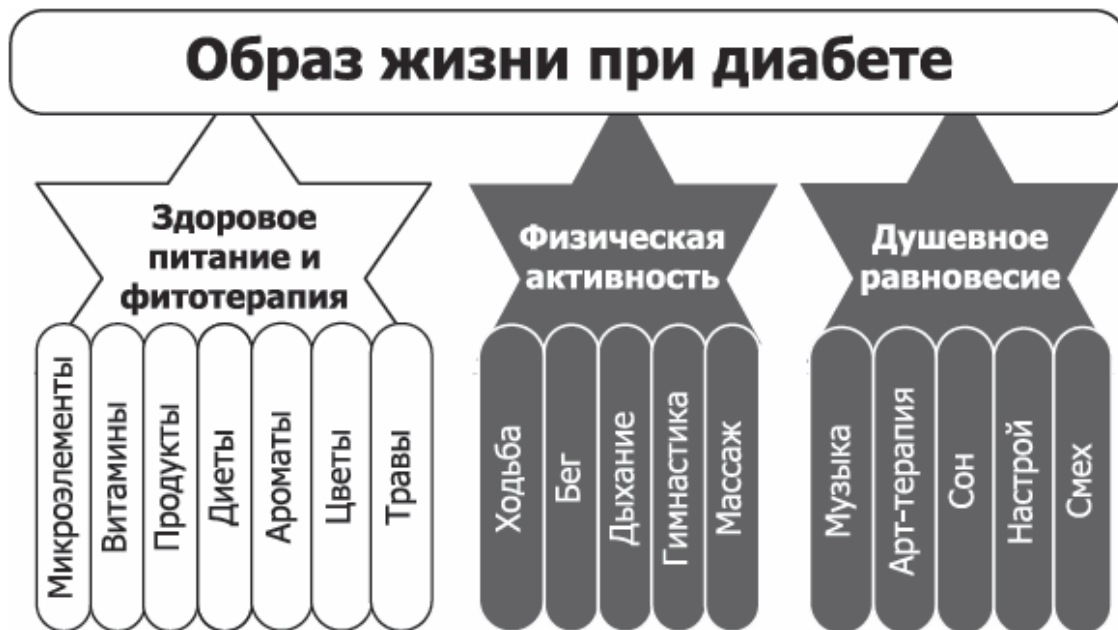 Образ жизни при диабете
Здоровое
питание и
фитотерапия
Микроэлементы
Витамины
Продукты
Диеты
Ароматы
Цветы
Травы
Физическая
активность
Ходьба
Бег
Дыхание
Гимнастика
Массаж
Душевное
равновесие
Музыка
Арт-терапия
Сон
Настрой
Смех